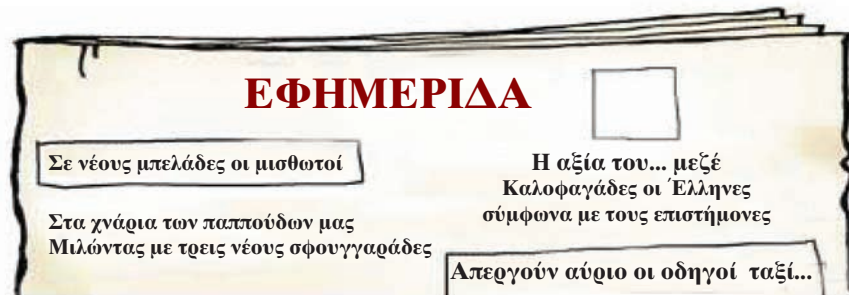 ΕΦΗΜΕΡΙΔΑ
Σε νέους μπελάδες οι μισθωτοί
Στα χνάρια των παππούδων μας
Μιλώντας με τρεις νέους σφουγγαράδες
Η αξία του... μεζέ
Καλοφαγάδες οι Έλληνες
σύμφωνα με τους επιστήμονες
Απεργούν αύριο οι οδηγοί ταξί...